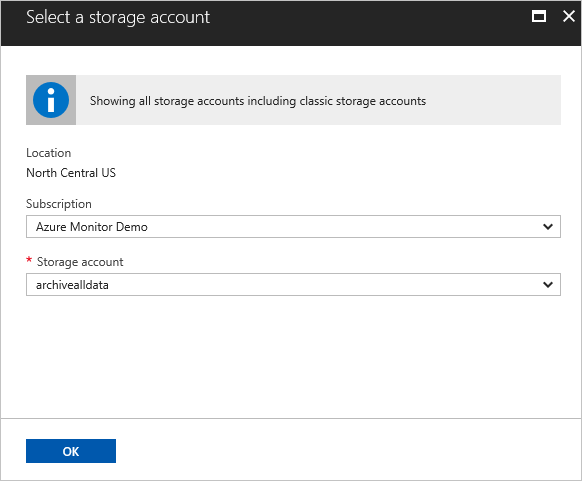 Select a storage account
Showing all storage accounts including classic storage accounts
Location
North Central US
Subscription
Azure Monitor Demo
* Storage account
archivealldata
OK